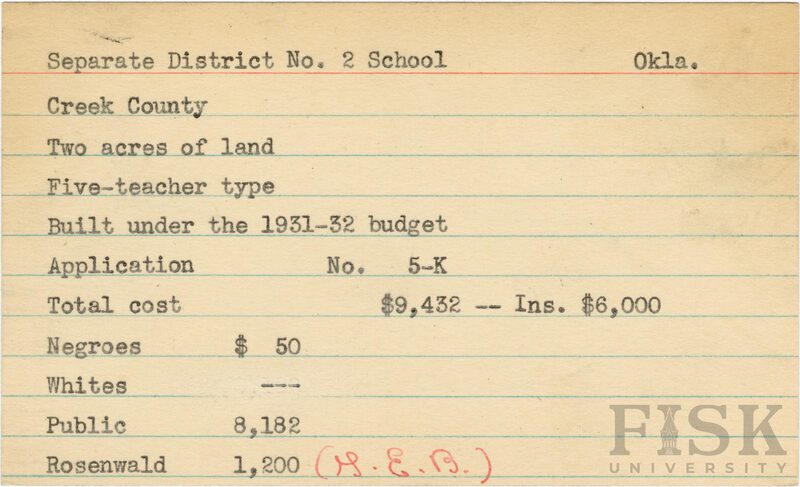 Separate District No. 2 School Okla.
Creek County
Two acres of land
Five-teacher type
Built under the 1931-32 budget
Application No. 5-K
Total cost $9,432 -- Ins. $6,000
Negroes $ 50
Whites ---
Public 8,182
Rosenwald 1,200 (G.E.B.)
FISK
UNIVERSITY